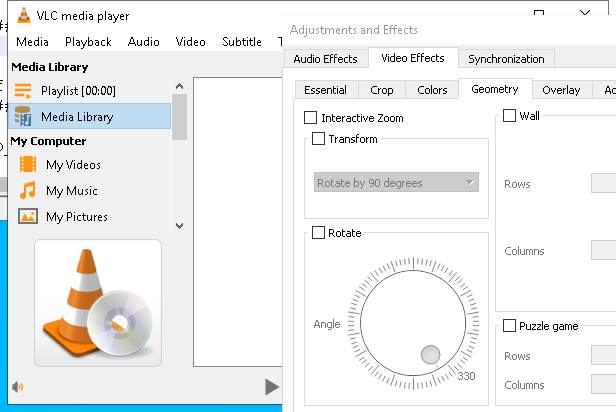 VLC media player
Media Playback Audio Video Subtitle
Media Library
Playlist [00:00]
Media Library
My Computer
My Videos
My Music
My Pictures
Adjustments and Effects
Audio Effects Video Effects Synchronization
Essential Crop Colors Geometry Overlay
Interactive Zoom
Transform
Rotate by 90 degrees
Rotate
Angle
330
Wall
Rows
Columns
Puzzle game
Rows
Columns